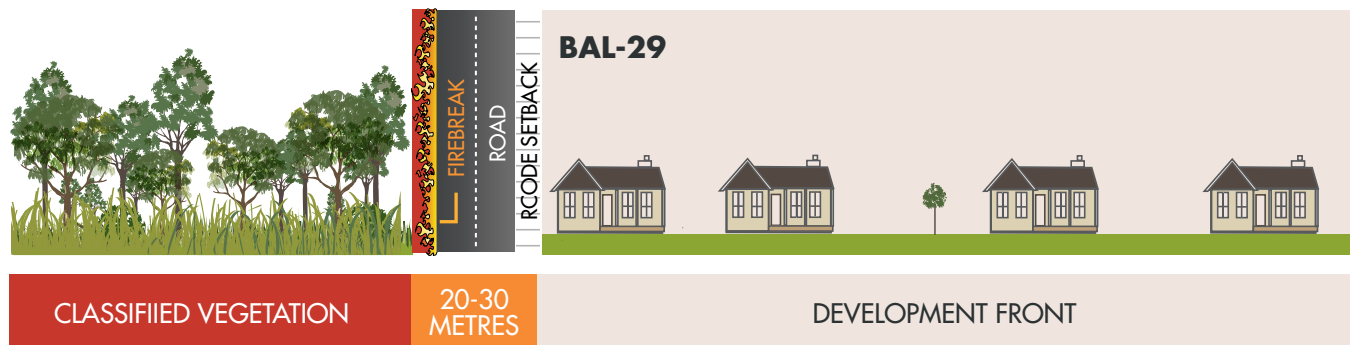 BAL-29
FIREBREAK
ROAD
RCODE SETBACK
CLASSIFIIED VEGETATION
20-30
METRES
DEVELOPMENT FRONT